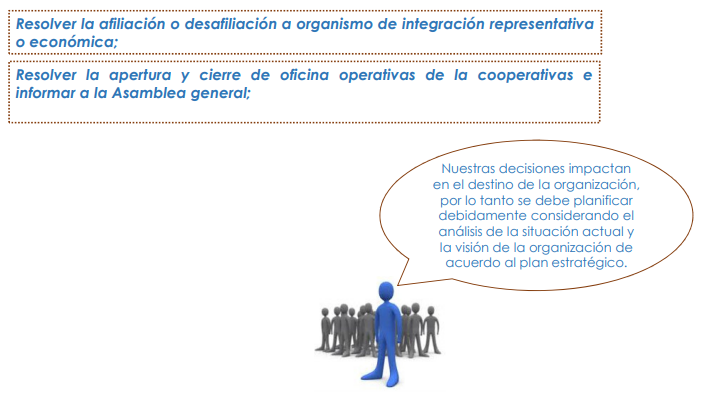 Resolver la afiliación o desafiliación a organismo de integración representativa
o económica;
Resolver la apertura y cierre de oficina operativas de la cooperativas e
informar a la Asamblea general;
Nuestras decisiones impactan
en el destino de la organización,
por lo tanto se debe planificar
debidamente considerando el
análisis de la situación actual y
la visión de la organización de
acuerdo al plan estratégico.